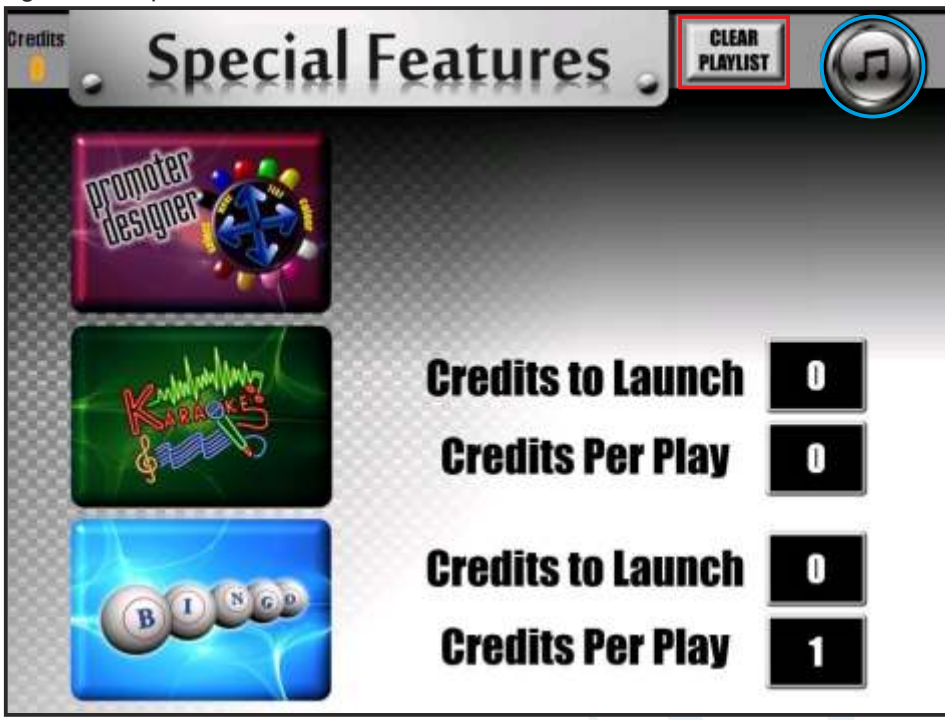 Credits
0
Special Features
CLEAR
PLAYLIST
promoter
designer
KARAOKE
Credits to Launch 0
Credits Per Play 0
BINGO
Credits to Launch 0
Credits Per Play 1